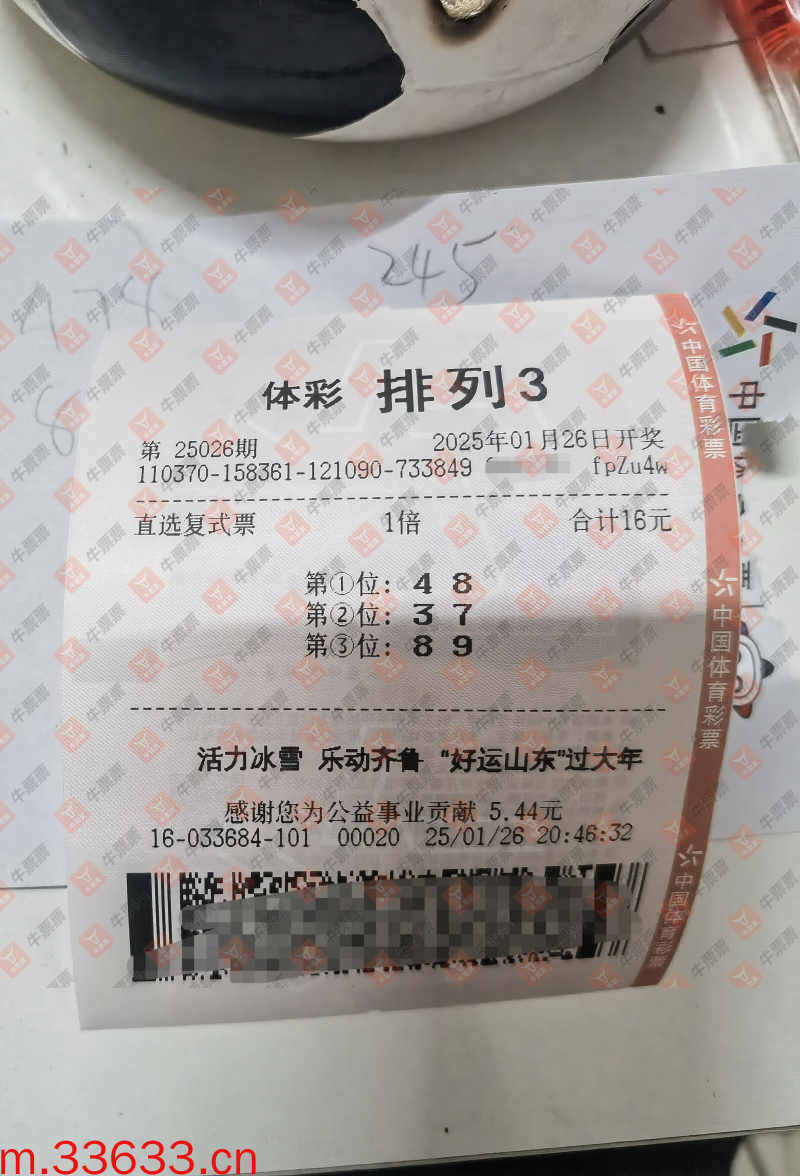 245
体彩 排列3
第 25026期 2025年01月26日开奖
110370-158361-121090-733849 fpZu4w
直选复式票 1倍 合计16元
第①位: 4 8
第②位: 3 7
第③位: 8 9
活力冰雪 乐动齐鲁 “好运山东”过大年
感谢您为公益事业贡献 5.44元
16-033684-101 00020 25/01/26 20:46:32
中国体育彩票
中国体育彩票
中国体育彩票
牛票票
m.33633.cn